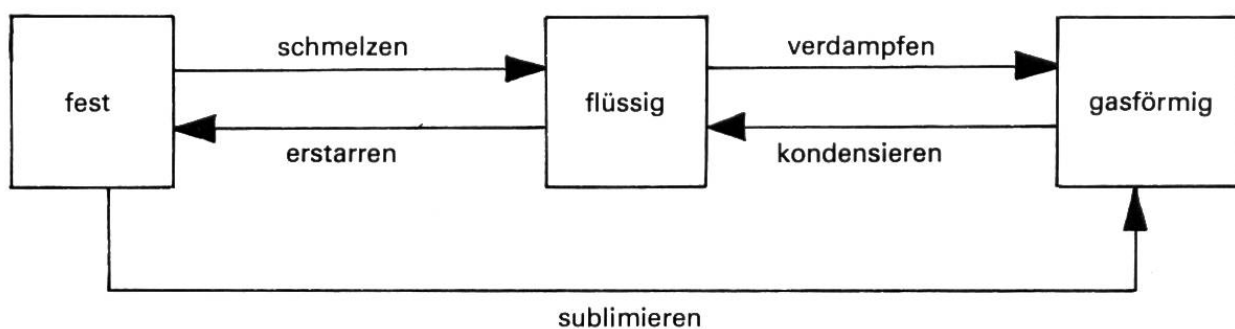 schmelzen
verdampfen
fest
flüssig
gasförmig
erstarren
kondensieren
sublimieren